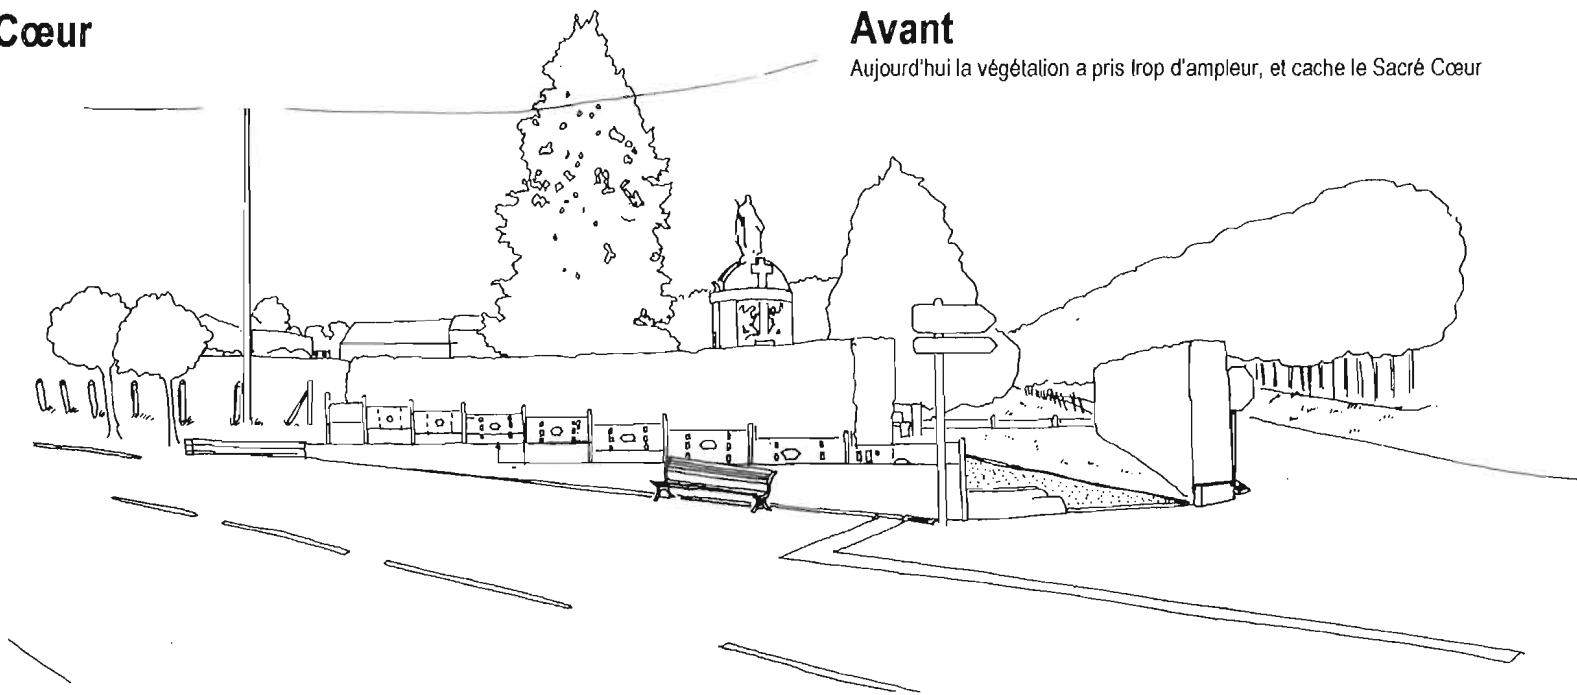 Cœur
Avant
Aujourd'hui la végétation a pris trop d'ampleur, et cache le Sacré Cœur